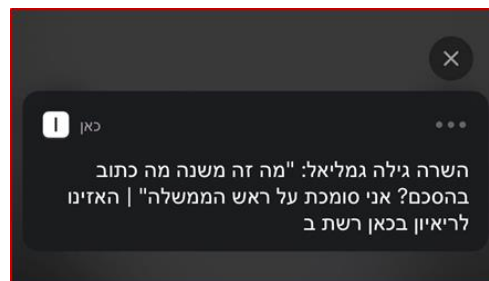 כאן
השרה גילה גמליאל: "מה זה משנה מה כתוב
בהסכם? אני סומכת על ראש הממשלה" | האזינו
לריאיון בכאן רשת ב